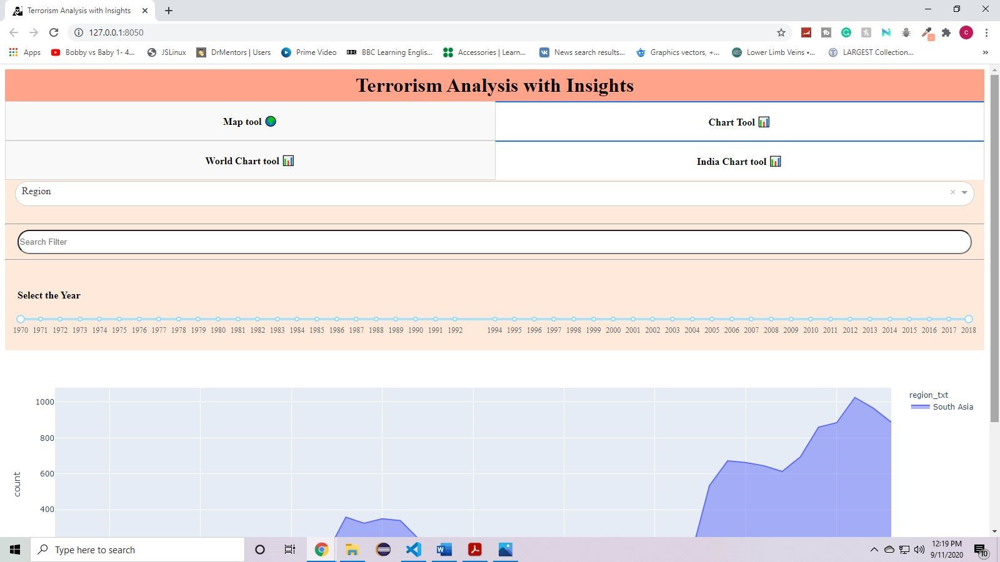 Terrorism Analysis with Insights
127.0.0.1:8050
Apps
Bobby vs Baby 1- 4...
JSLinux
DrMentors | Users
Prime Video
BBC
BBC Learning Englis...
Accessories | Learn...
News search results...
Graphics vectors, +...
Lower Limb Veins •...
LARGEST Collection...
»
Terrorism Analysis with Insights
Map tool
Chart Tool
World Chart tool
India Chart tool
Region
Search Filter
Select the Year
1970 1971 1972 1973 1974 1975 1976 1977 1978 1979 1980 1981 1982 1983 1984 1985 1986 1987 1988 1989 1990 1991 1992 1994 1995 1996 1997 1998 1999 2000 2001 2002 2003 2004 2005 2006 2007 2008 2009 2010 2011 2012 2013 2014 2015 2016 2017 2018
region_txt
South Asia
1000
800
600
400
count
Type here to search
12:19 PM
9/11/2020
10